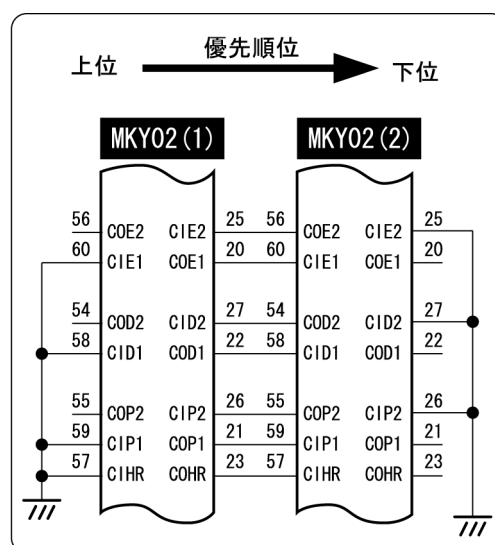 優先順位
上位 下位
MKY02(1) MKY02(2)
56 COE2 CIE2 25 56 COE2 CIE2 25
60 CIE1 COE1 20 60 CIE1 COE1 20
54 COD2 CID2 27 54 COD2 CID2 27
58 CID1 COD1 22 58 CID1 COD1 22
55 COP2 CIP2 26 55 COP2 CIP2 26
59 CIP1 COP1 21 59 CIP1 COP1 21
57 CIHR COHR 23 57 CIHR COHR 23